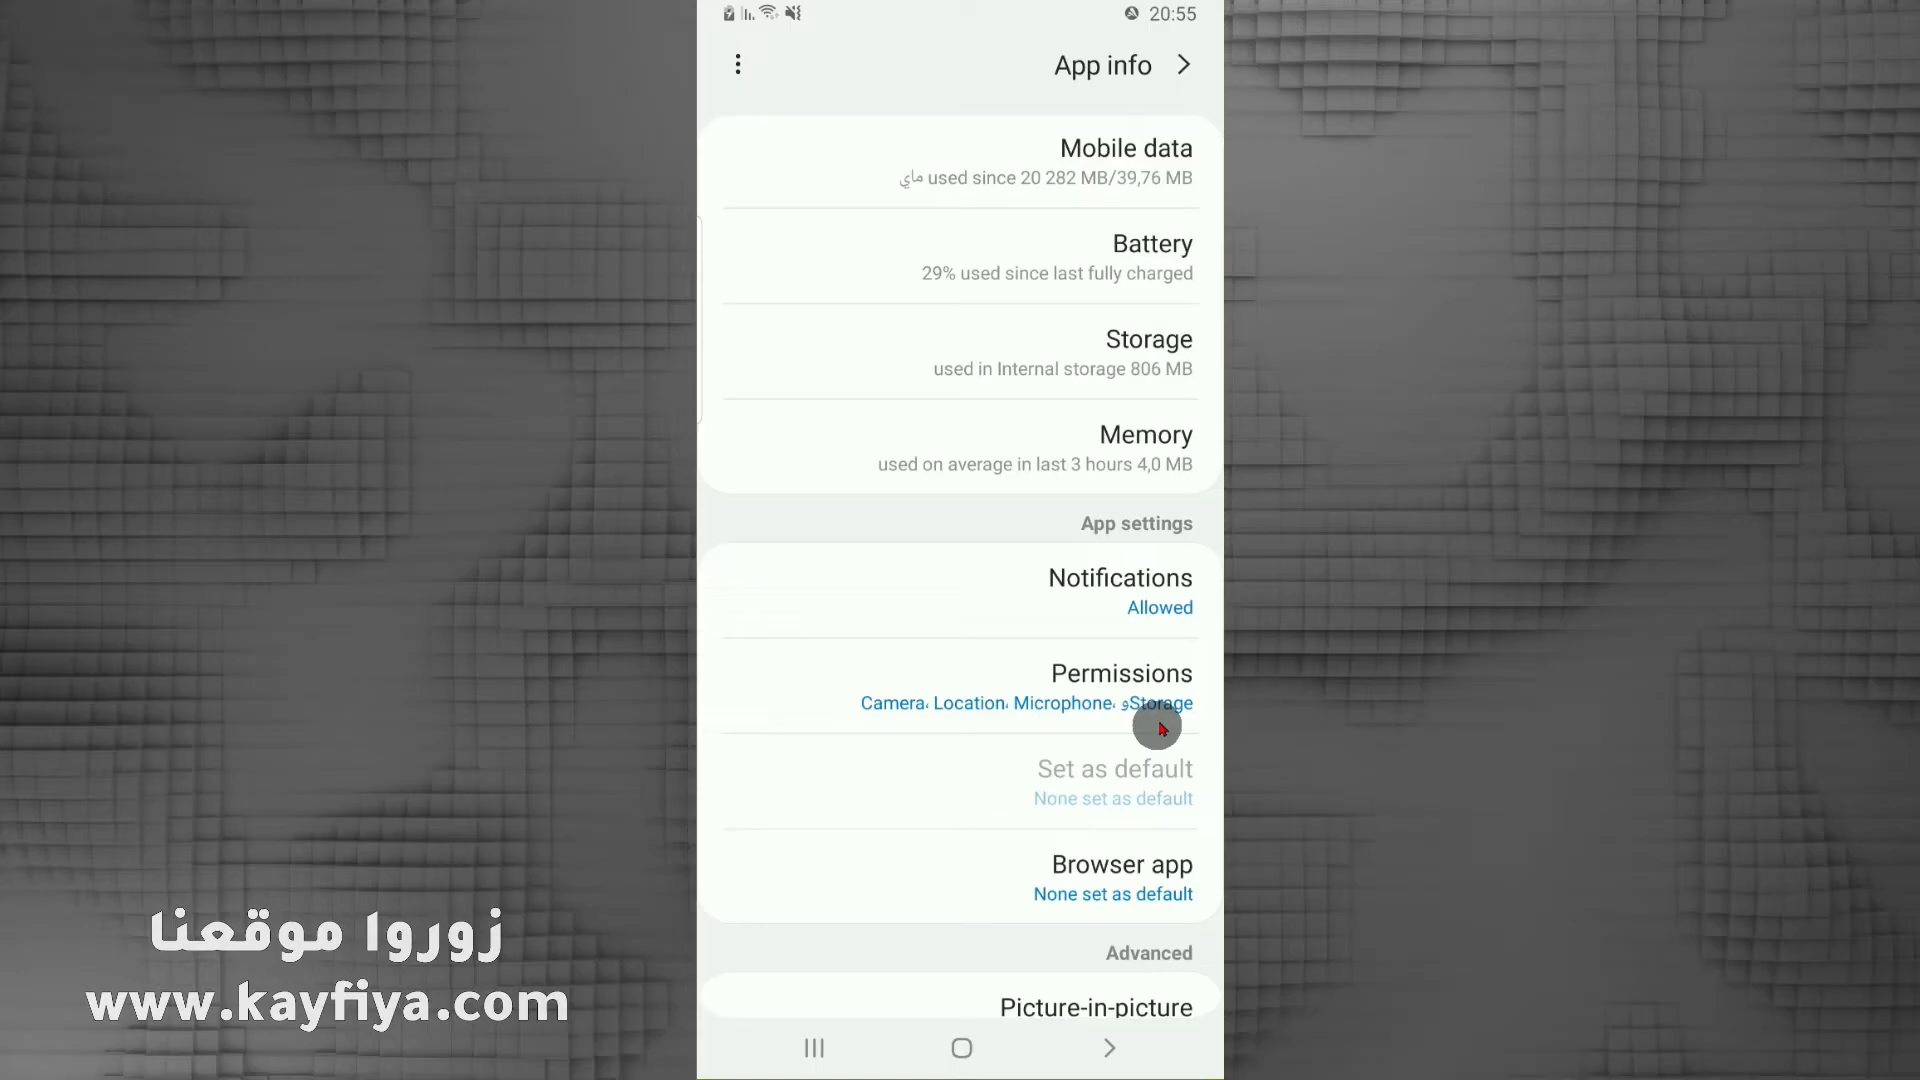 20:55
App info
Mobile data
ماي used since 20 282 MB/39,76 MB
Battery
29% used since last fully charged
Storage
used in Internal storage 806 MB
Memory
used on average in last 3 hours 4,0 MB
App settings
Notifications
Allowed
Permissions
Camera، Location، Microphone، وStorage
Set as default
None set as default
Browser app
None set as default
Advanced
Picture-in-picture
زوروا موقعنا
www.kayfiya.com